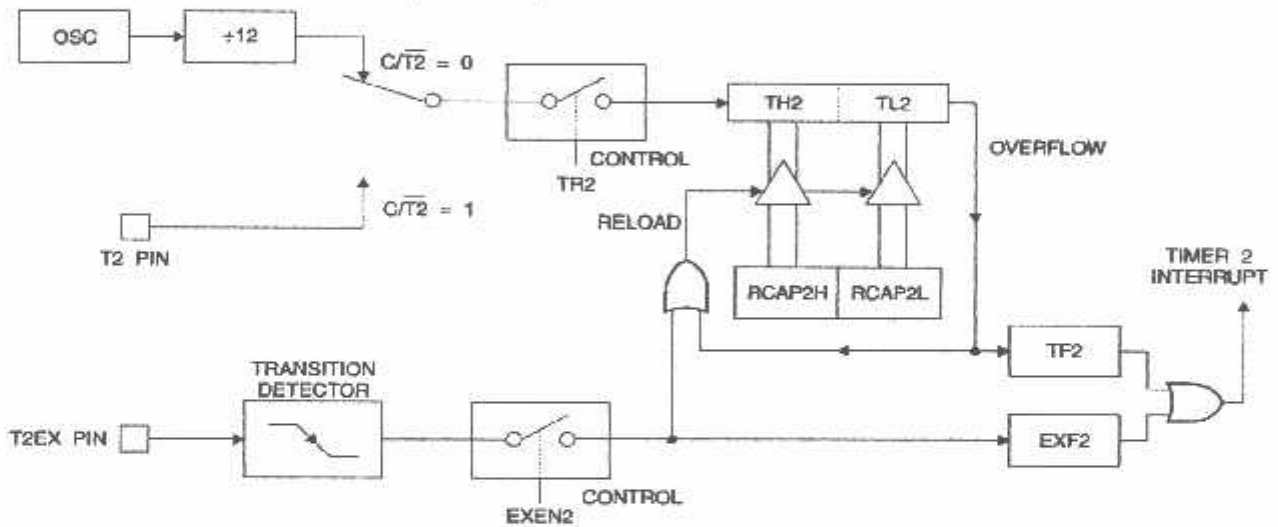 OSC
÷12
C/T2̅ = 0
TH2
TL2
OVERFLOW
CONTROL
TR2
C/T2̅ = 1
RELOAD
T2 PIN
TIMER 2
INTERRUPT
RCAP2H
RCAP2L
TRANSITION
DETECTOR
TF2
T2EX PIN
EXF2
CONTROL
EXEN2